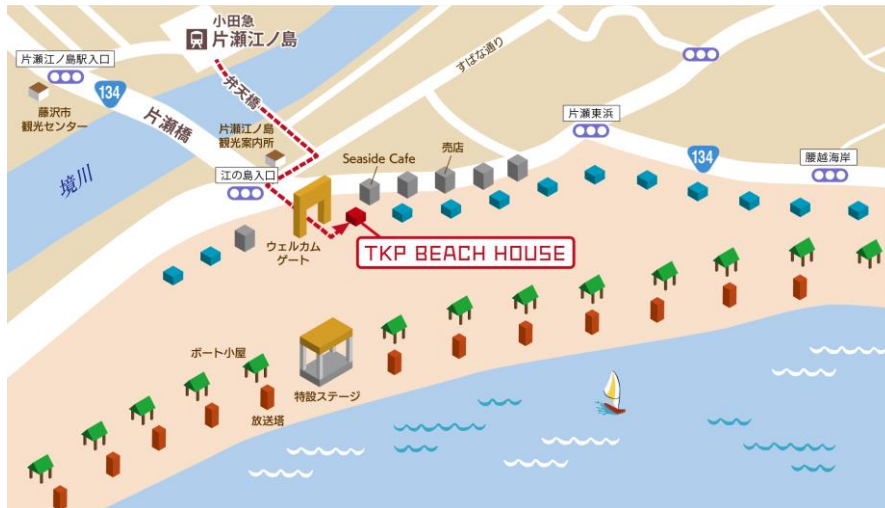 小田急
片瀬江ノ島
片瀬江ノ島駅入口
134
藤沢市
観光センター
片瀬橋
弁天橋
すばな通り
片瀬江ノ島
観光案内所
境川
江の島入口
Seaside Cafe
売店
片瀬東浜
134
腰越海岸
ウェルカム
ゲート
TKP BEACH HOUSE
ボート小屋
特設ステージ
放送塔